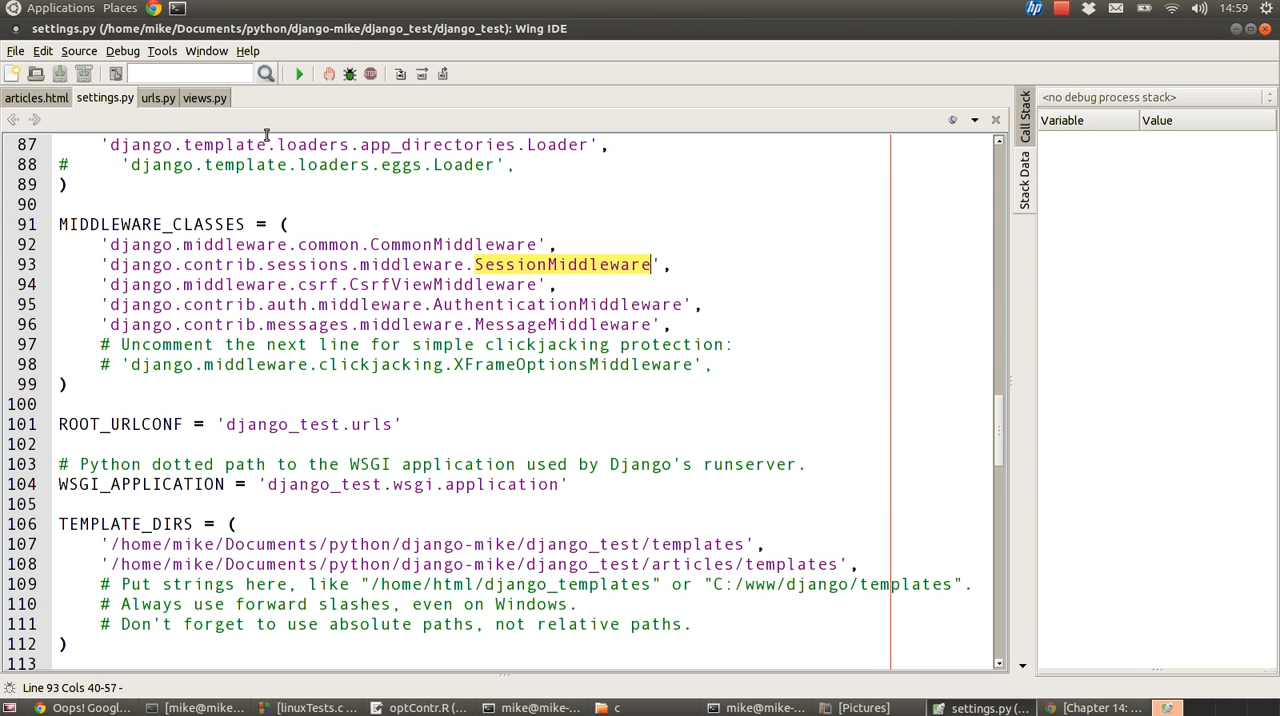 Applications Places
14:59
settings.py (/home/mike/Documents/python/django-mike/django_test/django_test): Wing IDE
File Edit Source Debug Tools Window Help
articles.html settings.py urls.py views.py
87 'django.template.loaders.app_directories.Loader',
88 # 'django.template.loaders.eggs.Loader',
89 )
90
91 MIDDLEWARE_CLASSES = (
92 'django.middleware.common.CommonMiddleware',
93 'django.contrib.sessions.middleware.SessionMiddleware',
94 'django.middleware.csrf.CsrfViewMiddleware',
95 'django.contrib.auth.middleware.AuthenticationMiddleware',
96 'django.contrib.messages.middleware.MessageMiddleware',
97 # Uncomment the next line for simple clickjacking protection:
98 # 'django.middleware.clickjacking.XFrameOptionsMiddleware',
99 )
100
101 ROOT_URLCONF = 'django_test.urls'
102
103 # Python dotted path to the WSGI application used by Django's runserver.
104 WSGI_APPLICATION = 'django_test.wsgi.application'
105
106 TEMPLATE_DIRS = (
107 '/home/mike/Documents/python/django-mike/django_test/templates',
108 '/home/mike/Documents/python/django-mike/django_test/articles/templates',
109 # Put strings here, like "/home/html/django_templates" or "C:/www/django/templates".
110 # Always use forward slashes, even on Windows.
111 # Don't forget to use absolute paths, not relative paths.
112 )
113
Call Stack
Stack Data
<no debug process stack>
Variable Value
Line 93 Cols 40-57 -
Oops! Googl... [mike@mike-... [linuxTests.c ... optContr.R (... mike@mike-... c mike@mike-... [Pictures] settings.py (... [Chapter 14: ...